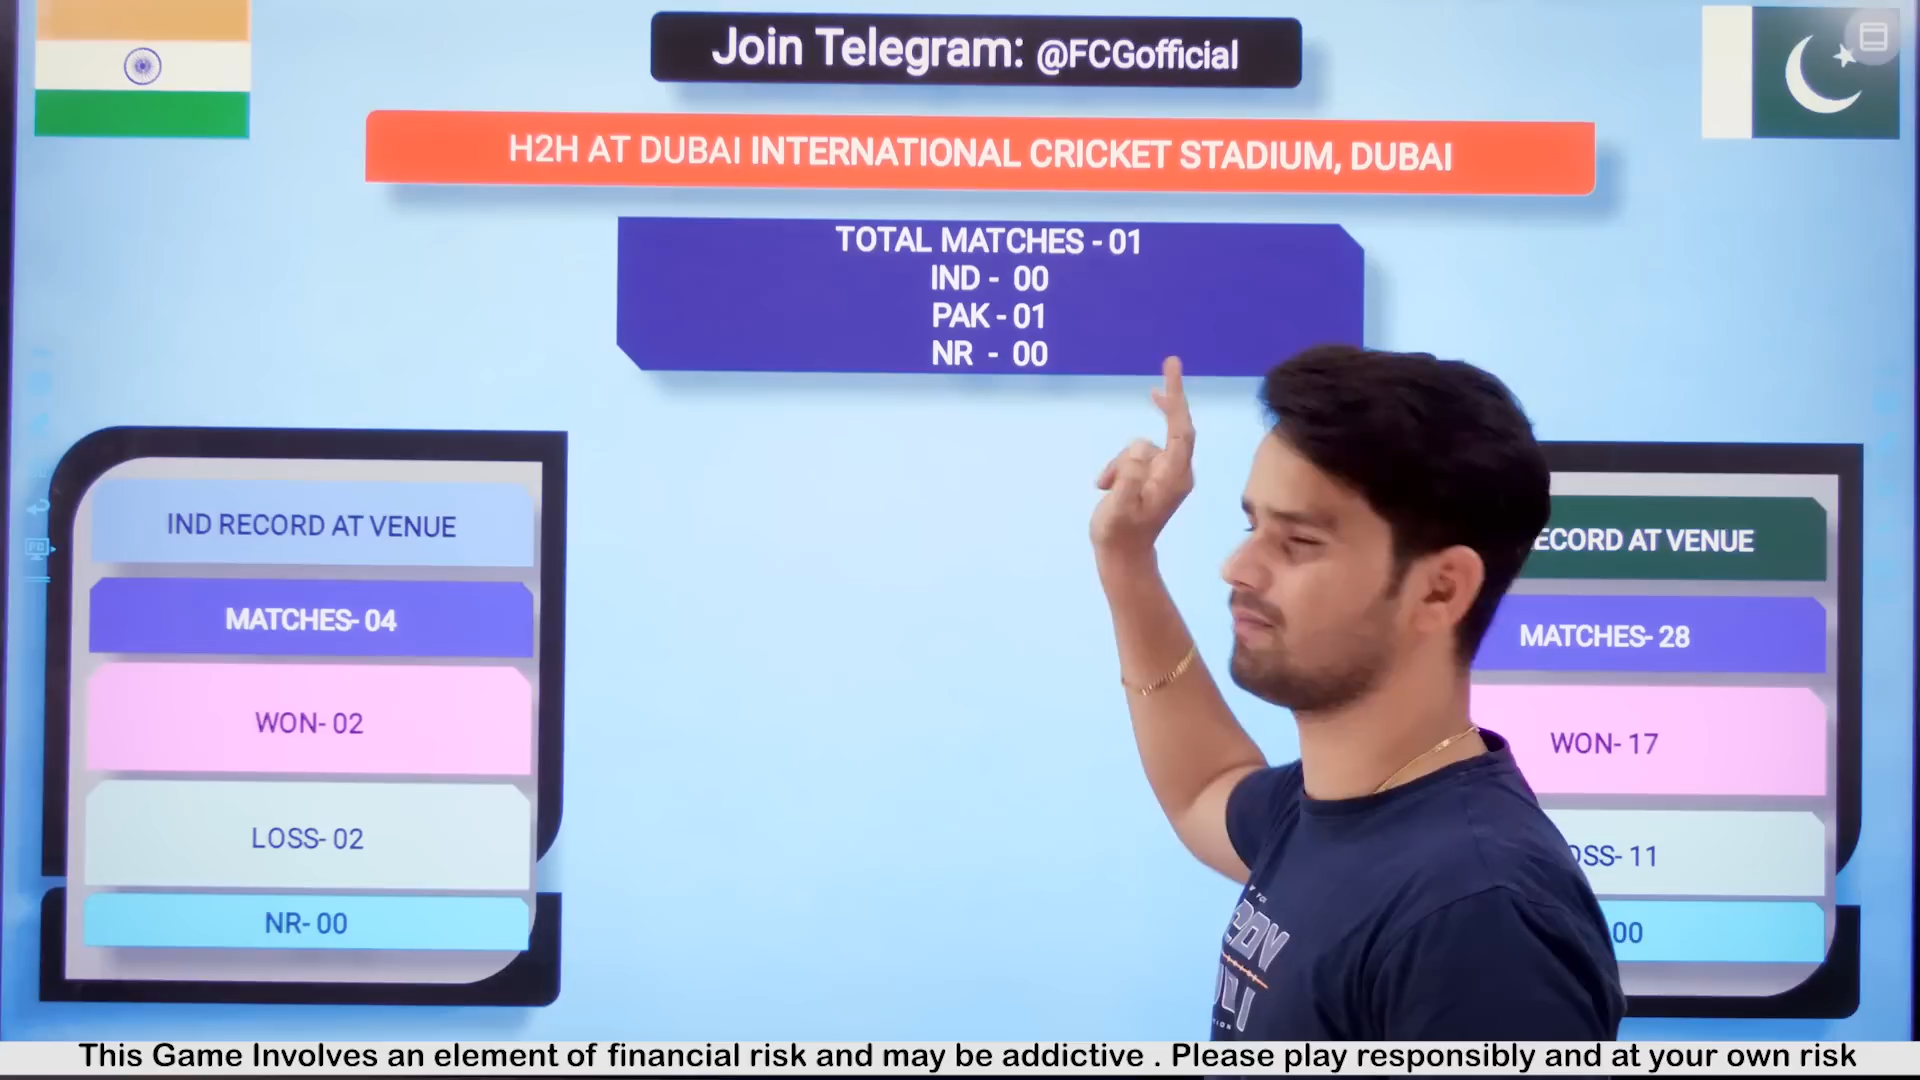 Join Telegram: @FCGofficial
H2H AT DUBAI INTERNATIONAL CRICKET STADIUM, DUBAI
TOTAL MATCHES - 01
IND - 00
PAK - 01
NR - 00
IND RECORD AT VENUE
MATCHES- 04
WON- 02
LOSS- 02
NR- 00
RECORD AT VENUE
MATCHES- 28
WON- 17
LOSS- 11
00
This Game Involves an element of financial risk and may be addictive . Please play responsibly and at your own risk